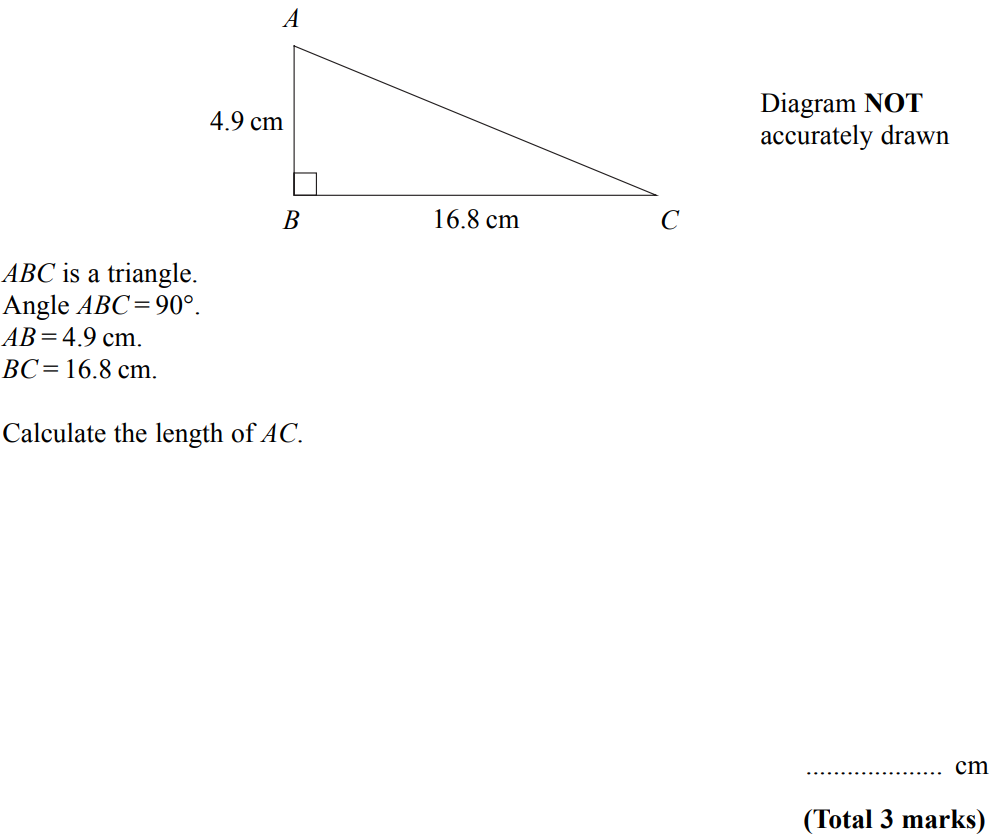 A
4.9 cm
Diagram NOT
accurately drawn
B
16.8 cm
C
ABC is a triangle.
Angle ABC = 90°.
AB = 4.9 cm.
BC = 16.8 cm.
Calculate the length of AC.
.................... cm
(Total 3 marks)